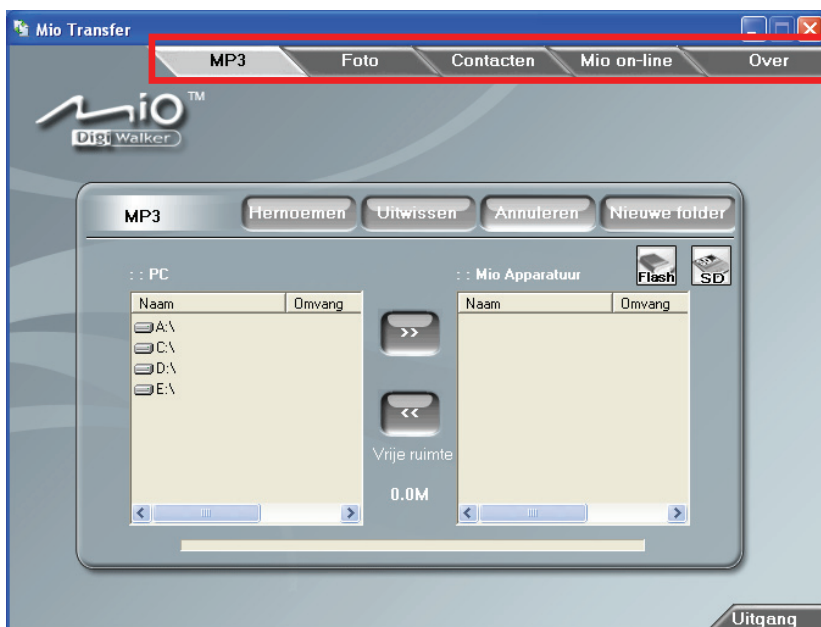 Mio Transfer
MP3 Foto Contacten Mio on-line Over
Mio TM
Digi Walker
MP3 Hernoemen Uitwissen Annuleren Nieuwe folder
: : PC : : Mio Apparatuur Flash SD
Naam Omvang Naam Omvang
A:\
C:\
D:\
E:\
>>
<<
Vrije ruimte
0.0M
Uitgang